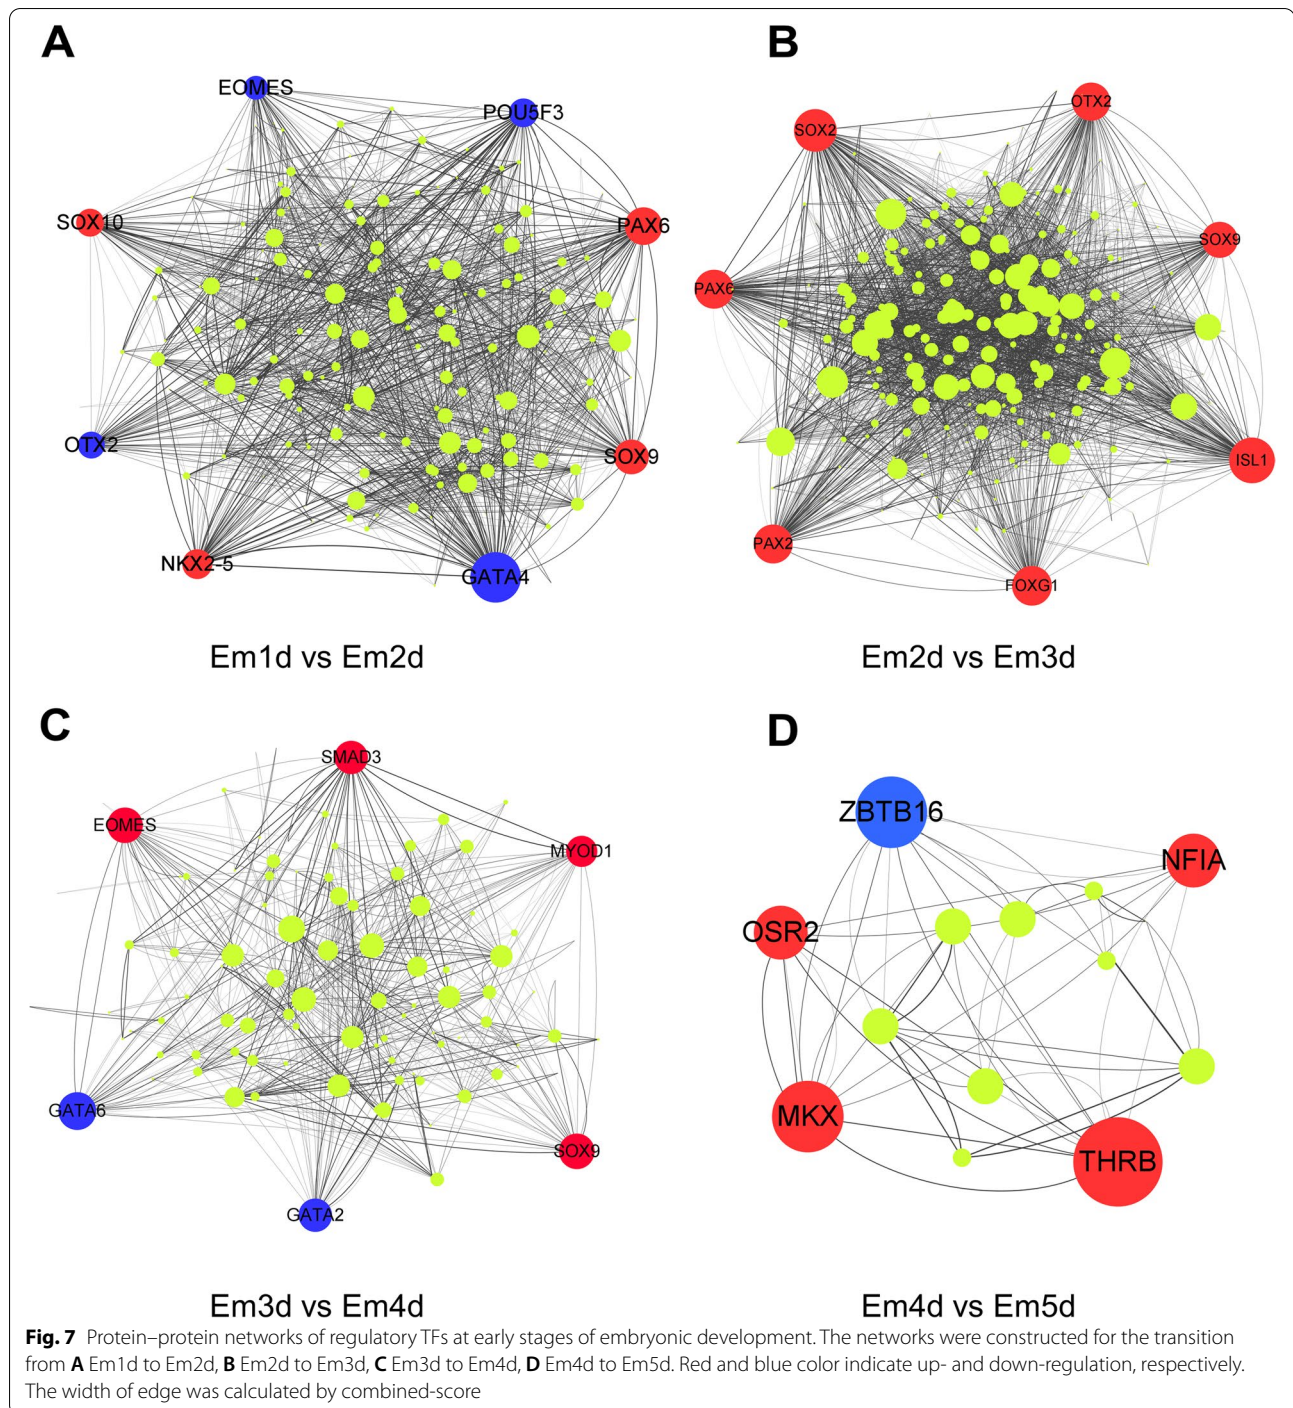 A
EOMES
POU5F3
SOX10
PAX6
OTX2
SOX9
NKX2-5
GATA4
Em1d vs Em2d
B
OTX2
SOX2
SOX9
PAX6
ISL1
PAX2
FOXG1
Em2d vs Em3d
C
SMAD3
EOMES
MYOD1
GATA6
SOX9
GATA2
Em3d vs Em4d
D
ZBTB16
NFIA
OSR2
MKX
THRB
Em4d vs Em5d
Fig. 7 Protein–protein networks of regulatory TFs at early stages of embryonic development. The networks were constructed for the transition
from A Em1d to Em2d, B Em2d to Em3d, C Em3d to Em4d, D Em4d to Em5d. Red and blue color indicate up- and down-regulation, respectively.
The width of edge was calculated by combined-score